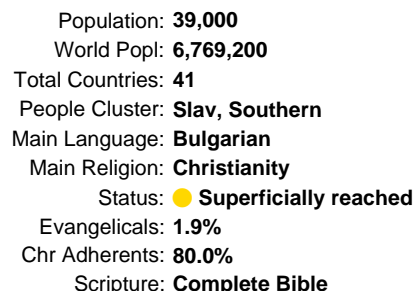 Population: 39,000
World Popl: 6,769,200
Total Countries: 41
People Cluster: Slav, Southern
Main Language: Bulgarian
Main Religion: Christianity
Status: Superficially reached
Evangelicals: 1.9%
Chr Adherents: 80.0%
Scripture: Complete Bible